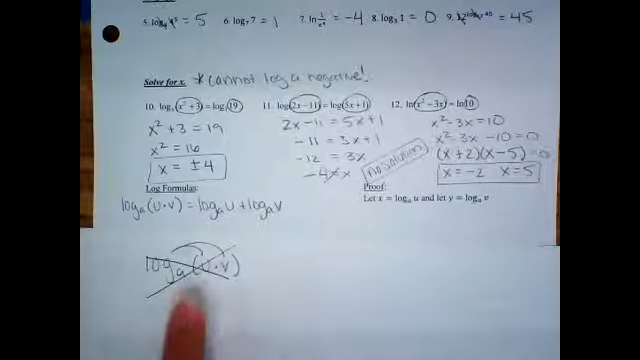 5. log₄ 4⁵ = 5 6. log₇ 7 = 1 7. ln 1/e⁴ = -4 8. log₃ 1 = 0 9. = 45
Solve for x. *cannot log a negative!
10. log₇(x² + 3) = log₇ 19 11. log(2x − 11) = log(5x + 1) 12. ln(x² − 3x) = ln 10
x² + 3 = 19 2x - 11 = 5x + 1 x² - 3x = 10
x² = 16 -11 = 3x + 1 x² - 3x - 10 = 0
x = ±4 -12 = 3x (x + 2)(x - 5) = 0
-4 = x no solution x = -2 x = 5
Log Formulas: Proof:
logₐ(u·v) = logₐu + logₐv Let x = logₐ u and let y = logₐ v
logₐ(u·v)